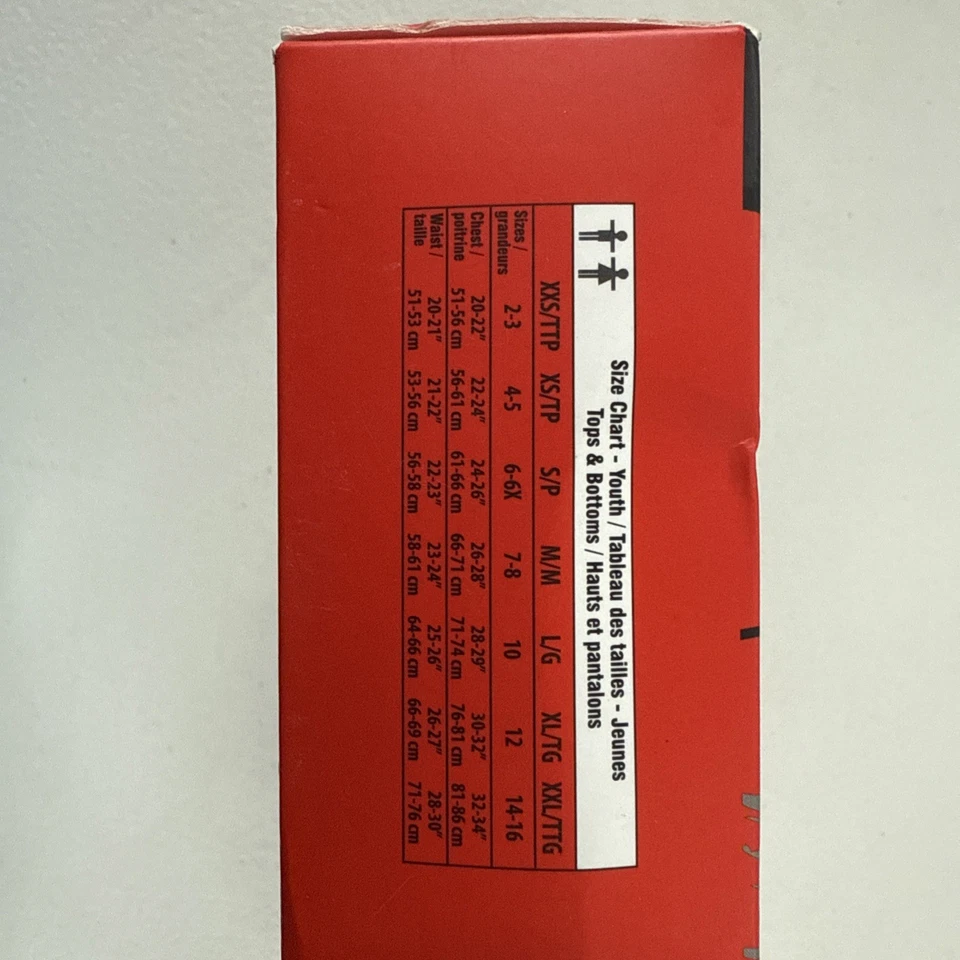 Size Chart - Youth / Tableau des tailles - Jeunes
Tops & Bottoms / Hauts et pantalons
XXS/TTP XS/TP S/P M/M L/G XL/TG XXL/TTG
Sizes / grandeurs 2-3 4-5 6-6X 7-8 10 12 14-16
Chest / 20-22" 22-24" 24-26" 26-28" 28-29" 30-32" 32-34"
poitrine 51-56 cm 56-61 cm 61-66 cm 66-71 cm 71-74 cm 76-81 cm 81-86 cm
Waist / 20-21" 21-22" 22-23" 23-24" 25-26" 26-27" 28-30"
taille 51-53 cm 53-56 cm 56-58 cm 58-61 cm 64-66 cm 66-69 cm 71-76 cm